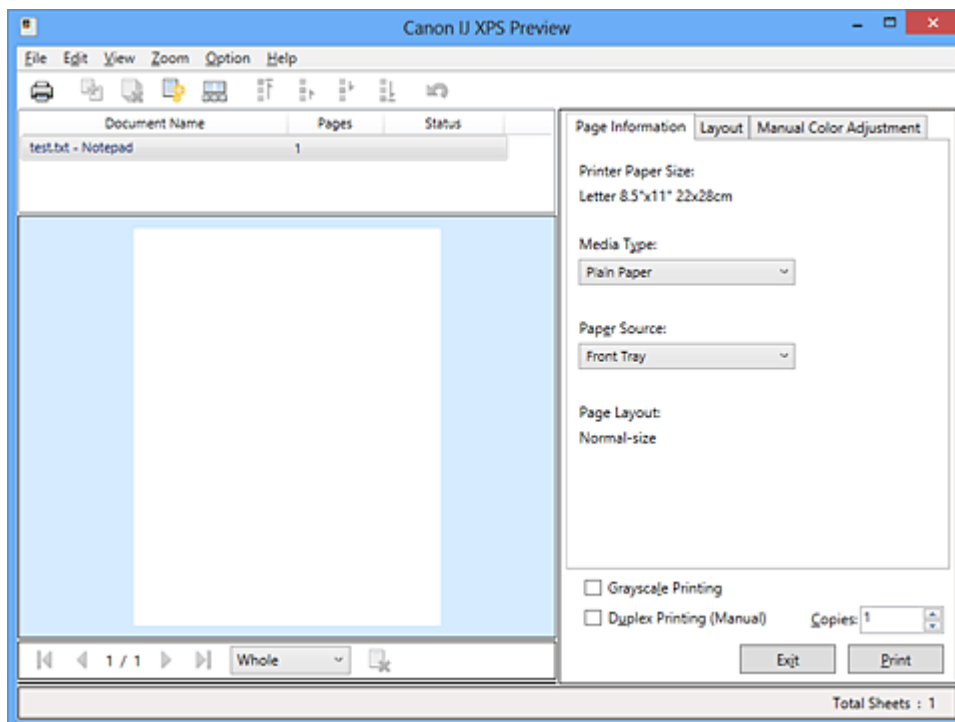 Canon IJ XPS Preview
File Edit View Zoom Option Help
Document Name Pages Status
test.txt - Notepad 1
Page Information Layout Manual Color Adjustment
Printer Paper Size:
Letter 8.5"x11" 22x28cm
Media Type:
Plain Paper
Paper Source:
Front Tray
Page Layout:
Normal-size
Grayscale Printing
Duplex Printing (Manual) Copies: 1
1 / 1 Whole
Exit Print
Total Sheets : 1